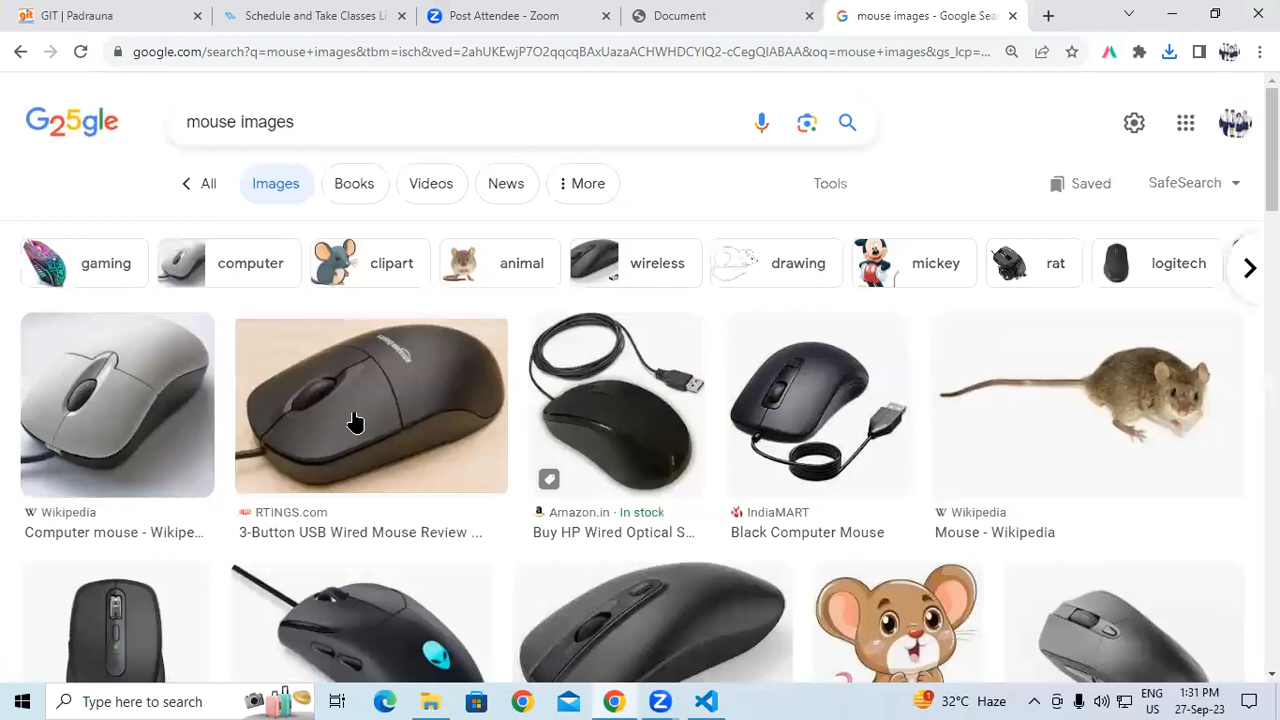 GIT | Padrauna
Schedule and Take Classes Li
Post Attendee - Zoom
Document
mouse images - Google Sea
google.com/search?q=mouse+images&tbm=isch&ved=2ahUKEwjP7O2qqcqBAxUazaACHWHDCYIQ2-cCegQIABAA&oq=mouse+images&gs_lcp=...
G25gle
mouse images
All
Images
Books
Videos
News
More
Tools
Saved
SafeSearch
gaming
computer
clipart
animal
wireless
drawing
mickey
rat
logitech
Wikipedia
Computer mouse - Wikipe...
RTINGS.com
3-Button USB Wired Mouse Review ...
Amazon.in · In stock
Buy HP Wired Optical S...
IndiaMART
Black Computer Mouse
Wikipedia
Mouse - Wikipedia
Type here to search
32°C Haze
ENG
US
1:31 PM
27-Sep-23